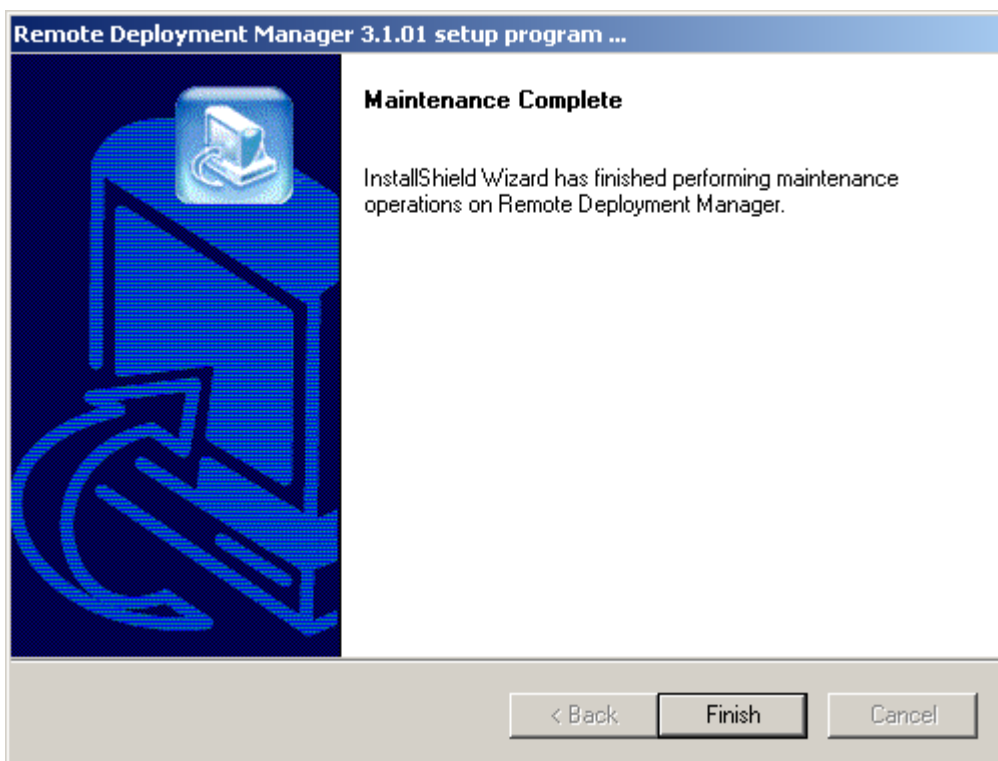 Remote Deployment Manager 3.1.01 setup program ...
Maintenance Complete
InstallShield Wizard has finished performing maintenance
operations on Remote Deployment Manager.
< Back
Finish
Cancel